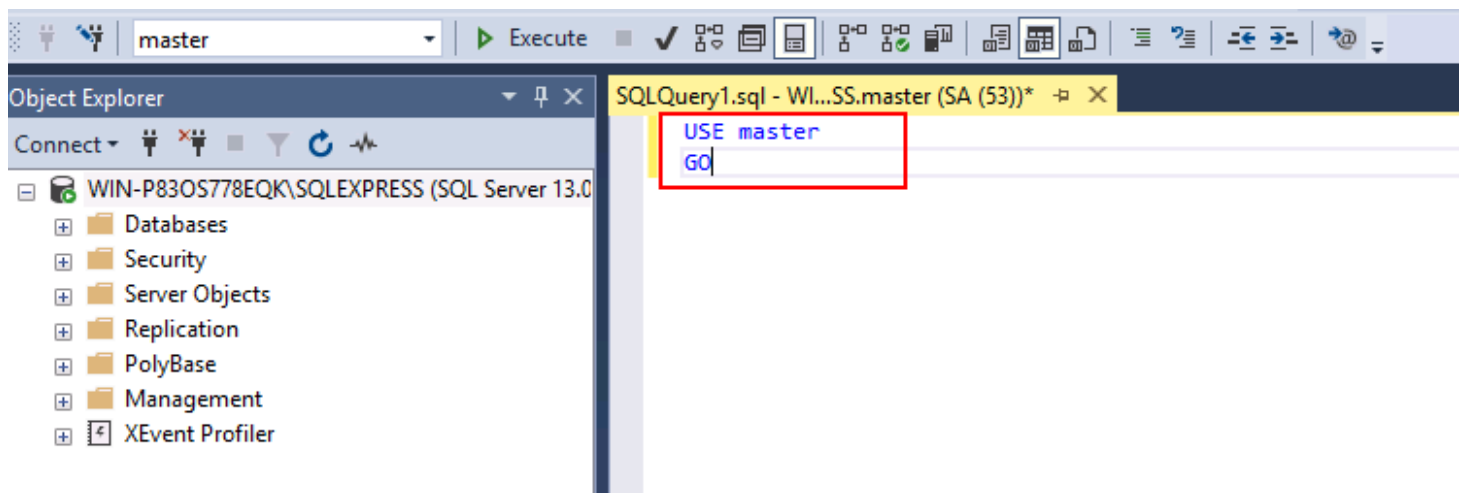 master
Execute
Object Explorer
SQLQuery1.sql - WI...SS.master (SA (53))*
Connect
USE master
GO
WIN-P83OS778EQK\SQLEXPRESS (SQL Server 13.0
Databases
Security
Server Objects
Replication
PolyBase
Management
XEvent Profiler